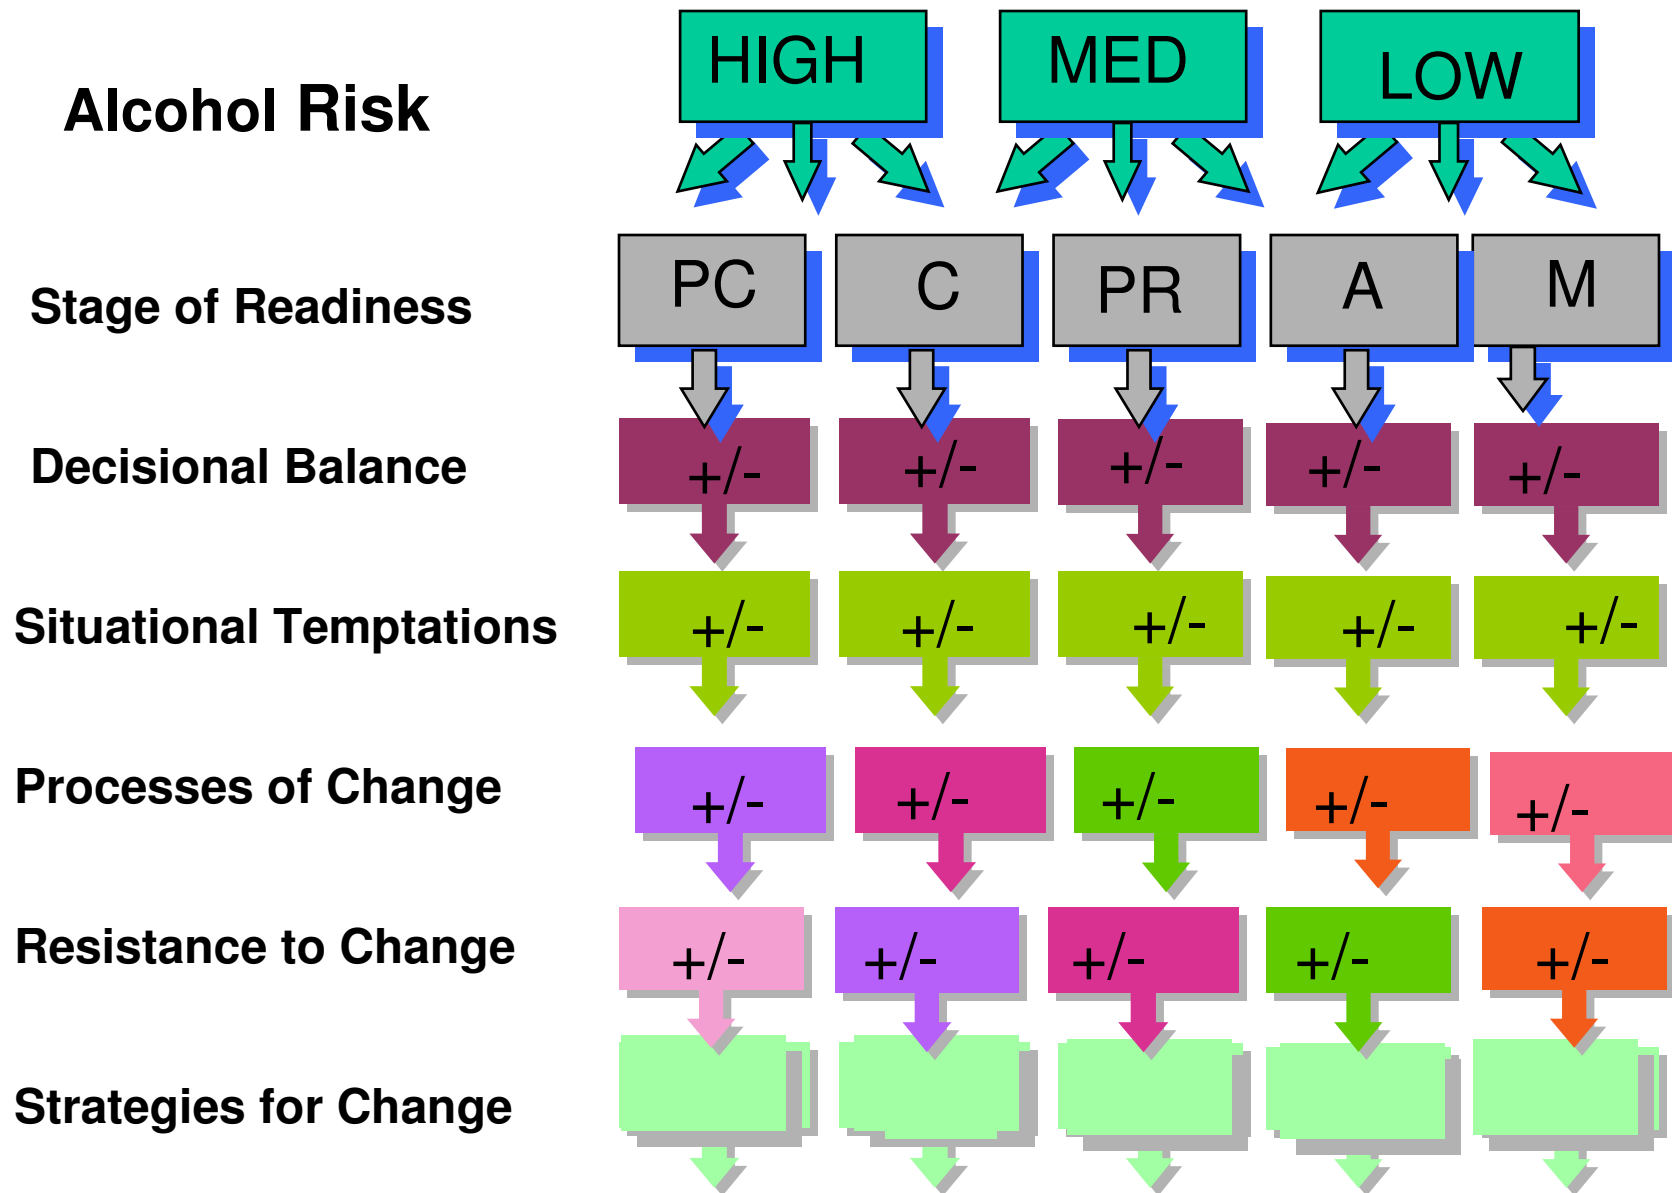 HIGH MED LOW
Alcohol Risk
Stage of Readiness PC C PR A M
Decisional Balance +/- +/- +/- +/- +/-
Situational Temptations +/- +/- +/- +/- +/-
Processes of Change +/- +/- +/- +/- +/-
Resistance to Change +/- +/- +/- +/- +/-
Strategies for Change